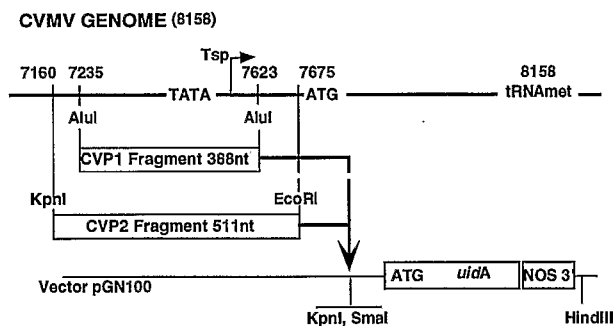 CVMV GENOME (8158)
Tsp
7160 7235 7623 7675 8158
TATA ATG tRNAmet
AluI AluI
CVP1 Fragment 388nt
KpnI EcoRI
CVP2 Fragment 511nt
ATG uidA NOS 3'
Vector pGN100
KpnI, SmaI HindIII